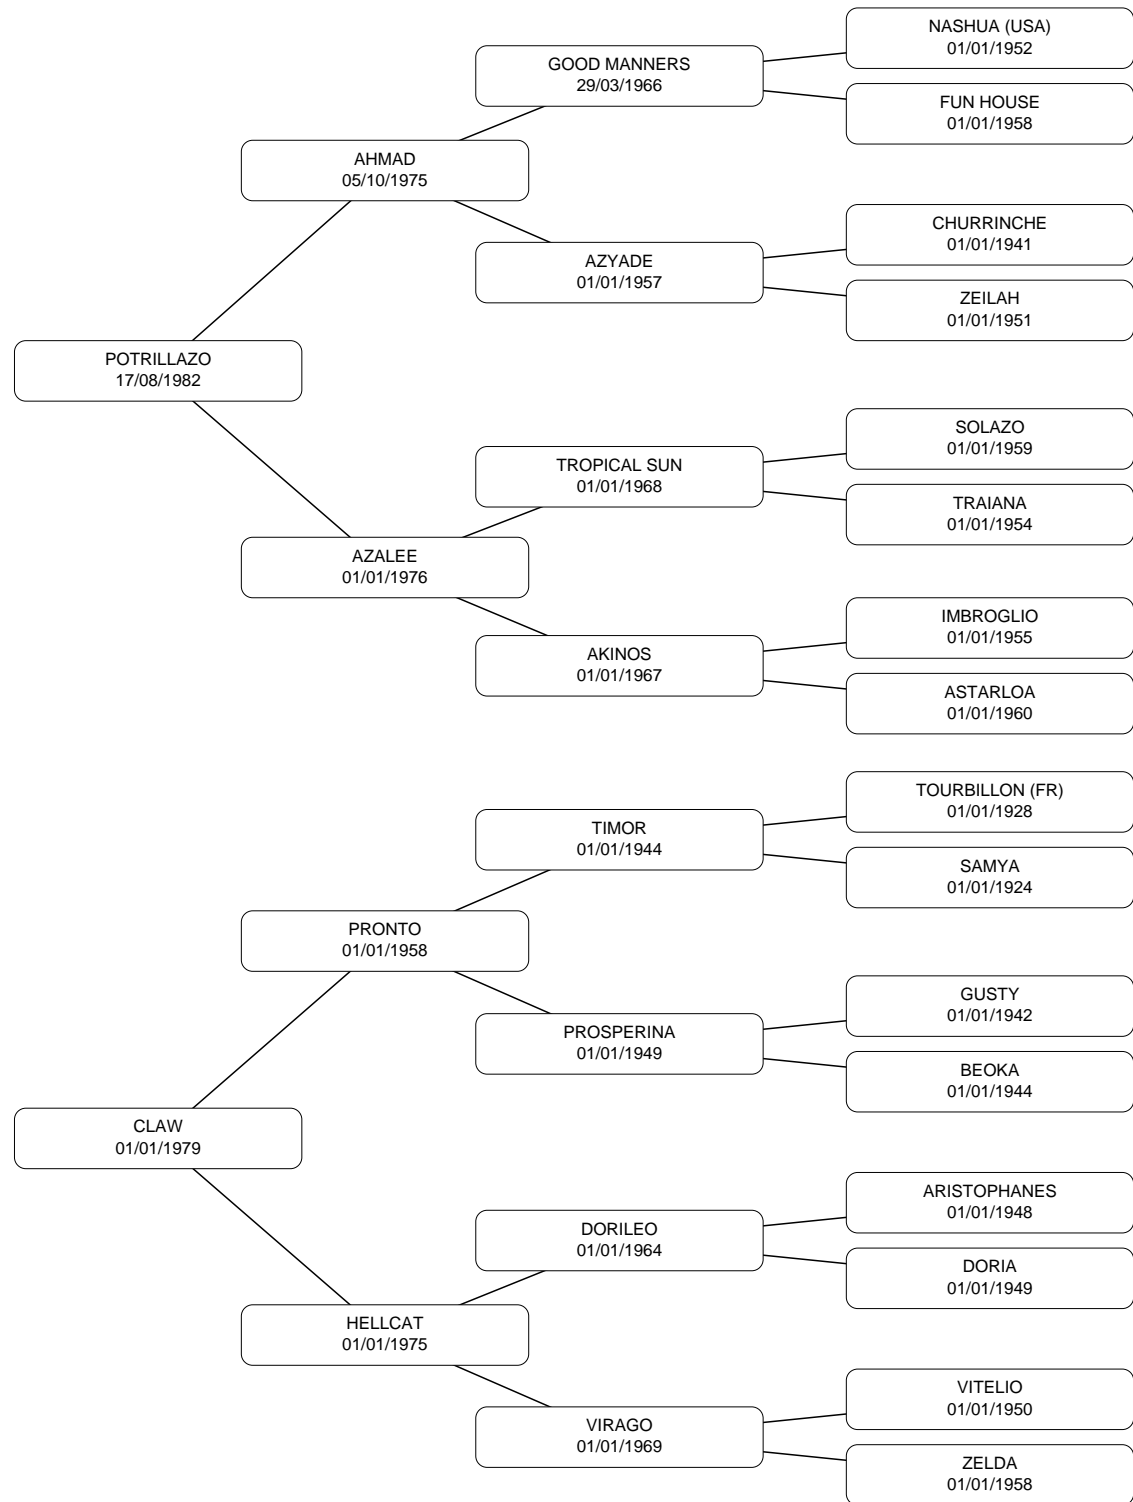 NASHUA (USA)
01/01/1952
GOOD MANNERS
29/03/1966
FUN HOUSE
01/01/1958
AHMAD
05/10/1975
CHURRINCHE
01/01/1941
AZYADE
01/01/1957
ZEILAH
01/01/1951
POTRILLAZO
17/08/1982
SOLAZO
01/01/1959
TROPICAL SUN
01/01/1968
TRAIANA
01/01/1954
AZALEE
01/01/1976
IMBROGLIO
01/01/1955
AKINOS
01/01/1967
ASTARLOA
01/01/1960
TOURBILLON (FR)
01/01/1928
TIMOR
01/01/1944
SAMYA
01/01/1924
PRONTO
01/01/1958
GUSTY
01/01/1942
PROSPERINA
01/01/1949
BEOKA
01/01/1944
CLAW
01/01/1979
ARISTOPHANES
01/01/1948
DORILEO
01/01/1964
DORIA
01/01/1949
HELLCAT
01/01/1975
VITELIO
01/01/1950
VIRAGO
01/01/1969
ZELDA
01/01/1958